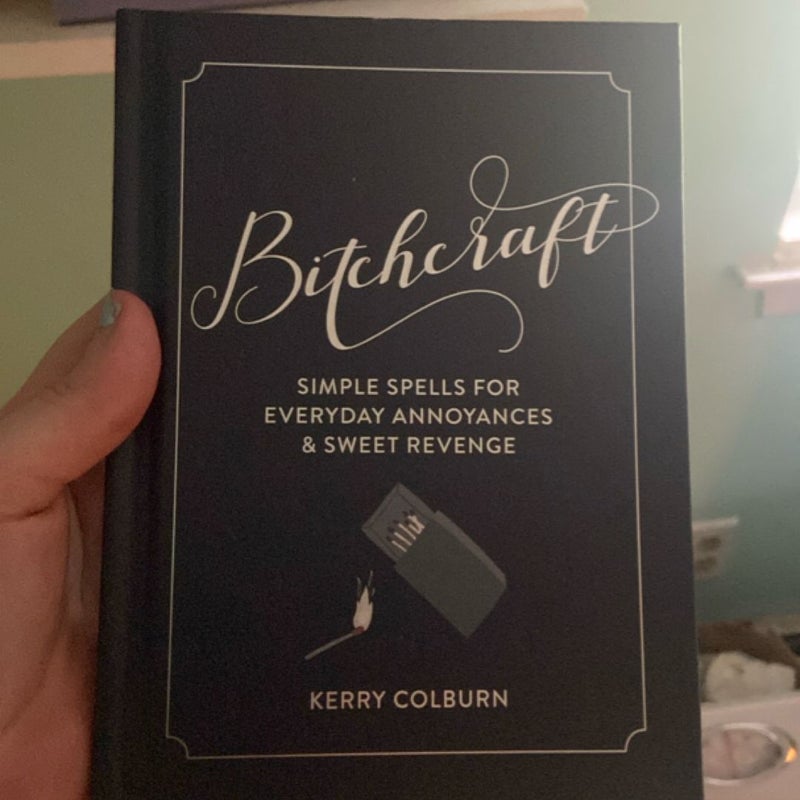 Bitchcraft
SIMPLE SPELLS FOR
EVERYDAY ANNOYANCES
& SWEET REVENGE
KERRY COLBURN